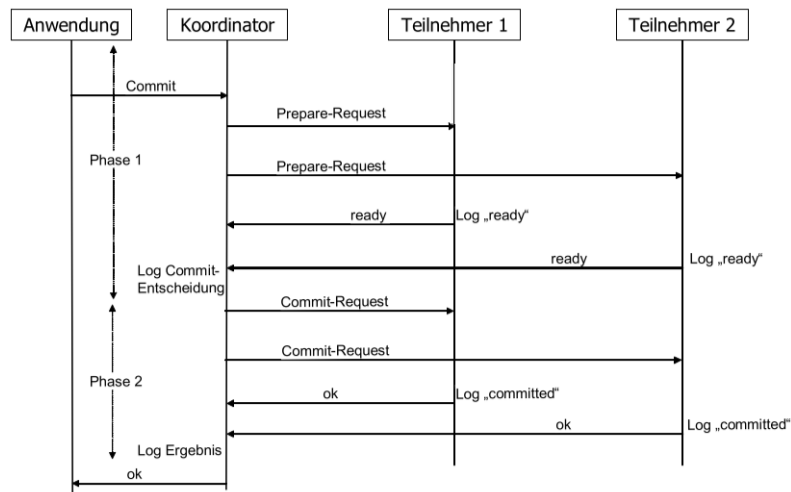 Anwendung
Koordinator
Teilnehmer 1
Teilnehmer 2
Commit
Prepare-Request
Phase 1
Prepare-Request
ready
Log „ready“
ready
Log „ready“
Log Commit-
Entscheidung
Commit-Request
Commit-Request
Phase 2
ok
Log „committed“
ok
Log „committed“
Log Ergebnis
ok